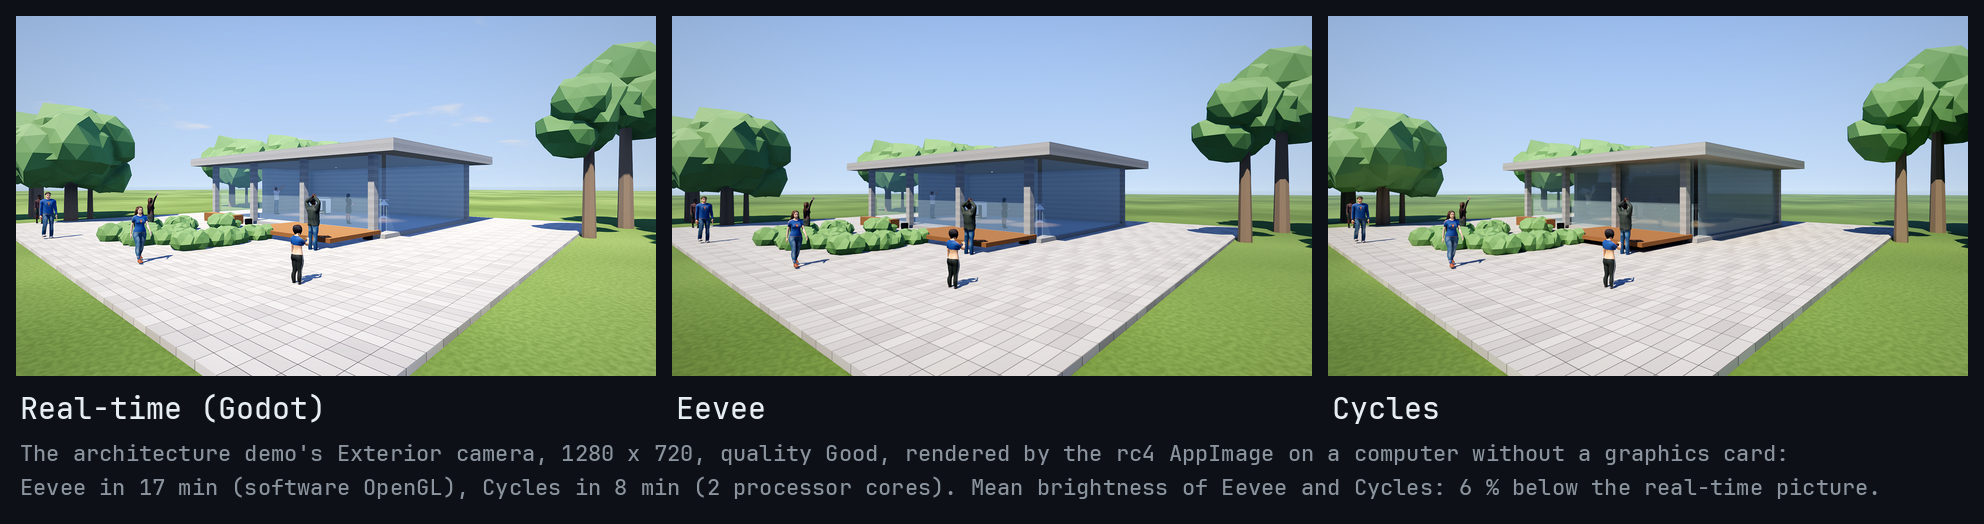 Real-time (Godot)
Eevee
Cycles
The architecture demo's Exterior camera, 1280 x 720, quality Good, rendered by the rc4 AppImage on a computer without a graphics card:
Eevee in 17 min (software OpenGL), Cycles in 8 min (2 processor cores). Mean brightness of Eevee and Cycles: 6 % below the real-time picture.